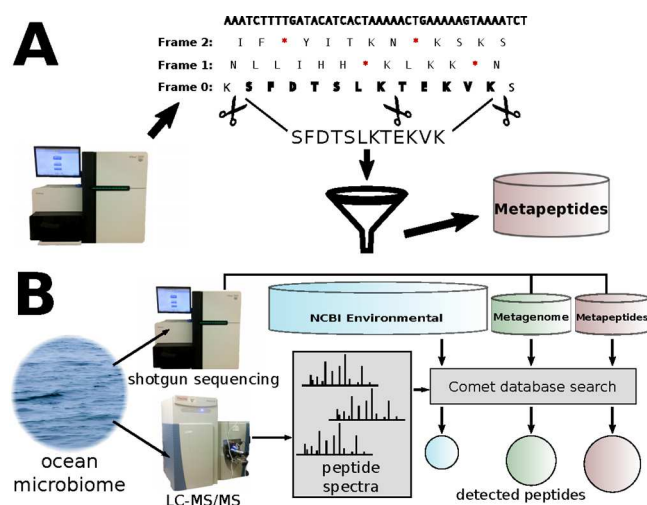 A
AAATCTTTTGATACATCACTAAAAACTGAAAAAGTAAAATCT
Frame 2: I F * Y I T K N * K S K S
Frame 1: N L L I H H * K L K K * N
Frame 0: K S F D T S L K T E K V K S
SFDTSLKTEKVK
Metapeptides
B
NCBI Environmental
Metagenome
Metapeptides
shotgun sequencing
Comet database search
ocean
microbiome
LC-MS/MS
peptide
spectra
detected peptides